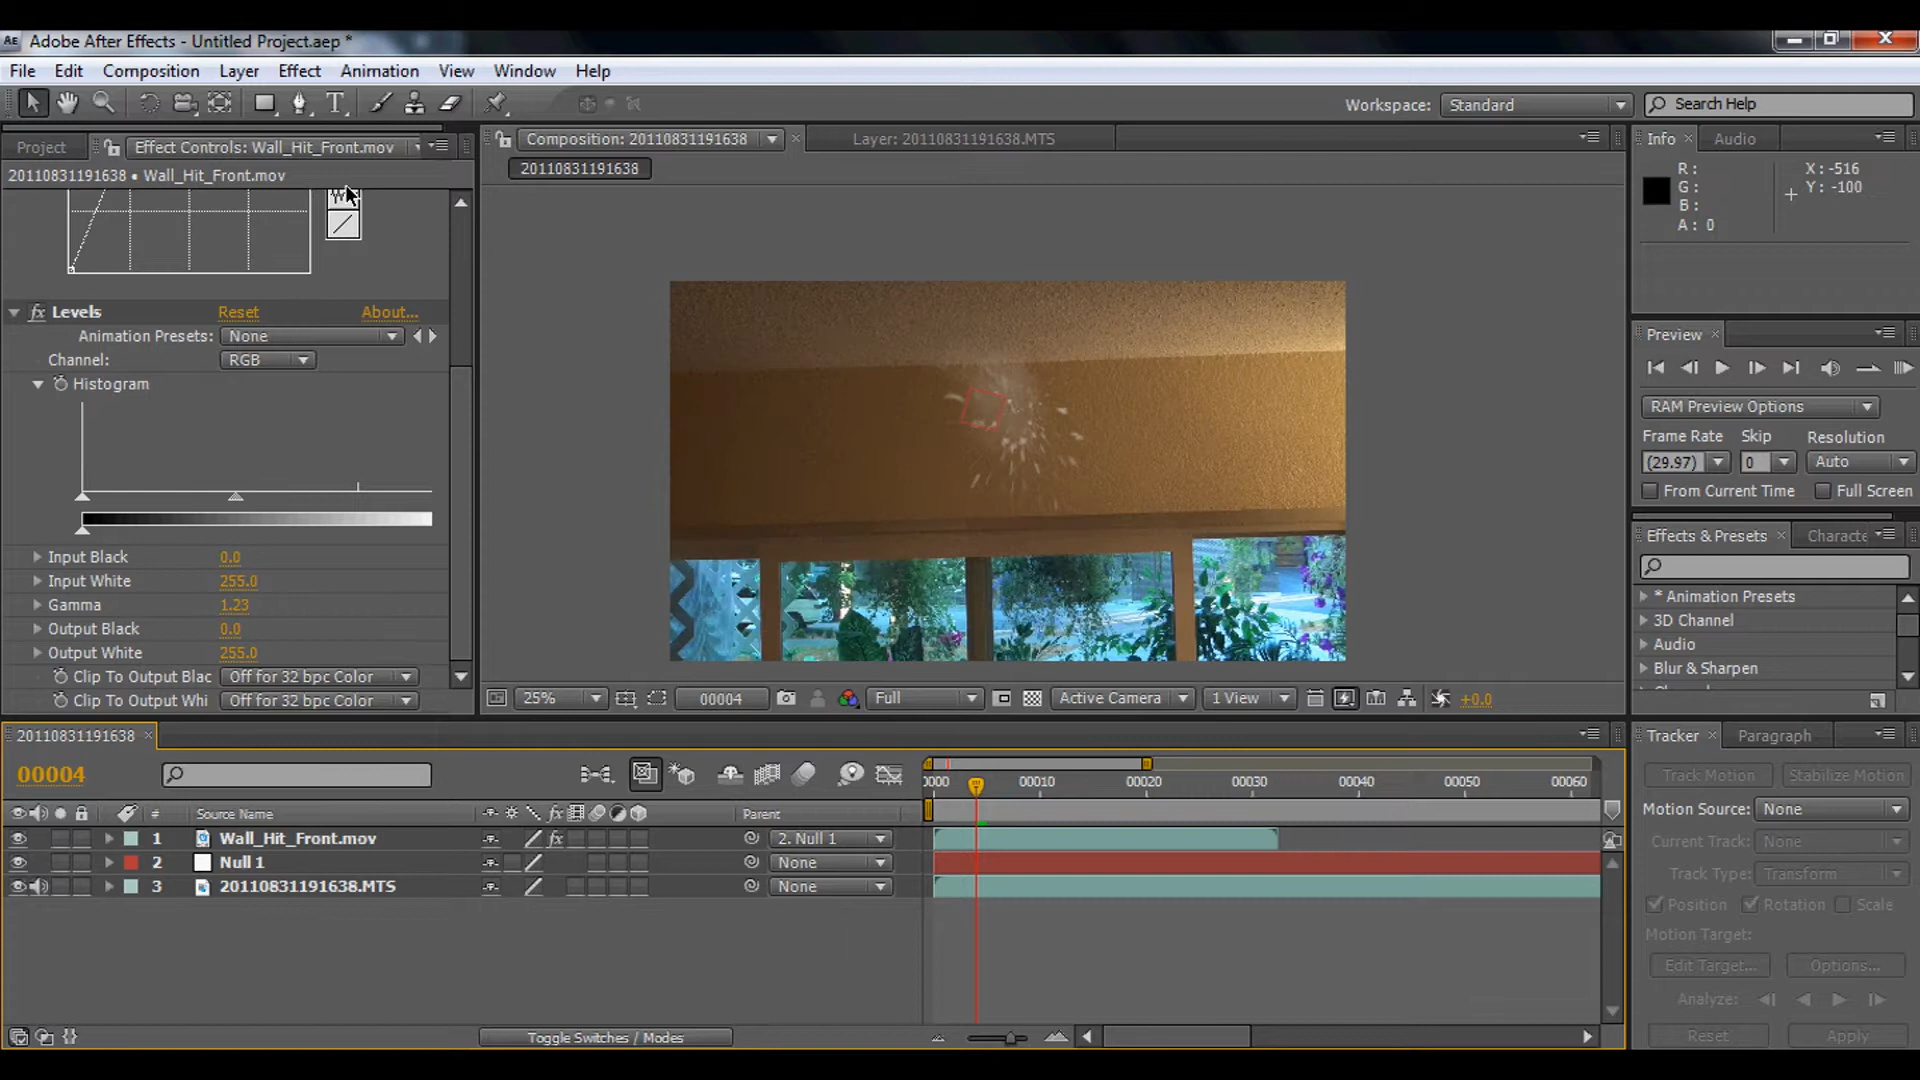 Adobe After Effects - Untitled Project.aep *
File Edit Composition Layer Effect Animation View Window Help
Workspace: Standard Search Help
Project Effect Controls: Wall_Hit_Front.mov
20110831191638 • Wall_Hit_Front.mov
Levels Reset About...
Animation Presets: None
Channel: RGB
Histogram
Input Black 0.0
Input White 255.0
Gamma 1.23
Output Black 0.0
Output White 255.0
Clip To Output Blac Off for 32 bpc Color
Clip To Output Whi Off for 32 bpc Color
Composition: 20110831191638 Layer: 20110831191638.MTS
20110831191638
25% 00004 Full Active Camera 1 View +0.0
Info Audio
R: X: -516
G: Y: -100
B:
A: 0
Preview
RAM Preview Options
Frame Rate Skip Resolution
(29.97) 0 Auto
From Current Time Full Screen
Effects & Presets Characte
* Animation Presets
3D Channel
Audio
Blur & Sharpen
20110831191638
00004
0000 00010 00020 00030 00040 00050 00060
# Source Name fx Parent
1 Wall_Hit_Front.mov fx 2. Null 1
2 Null 1 None
3 20110831191638.MTS None
Toggle Switches / Modes
Tracker Paragraph
Track Motion Stabilize Motion
Motion Source: None
Current Track: None
Track Type: Transform
Position Rotation Scale
Motion Target:
Edit Target... Options...
Analyze:
Reset Apply